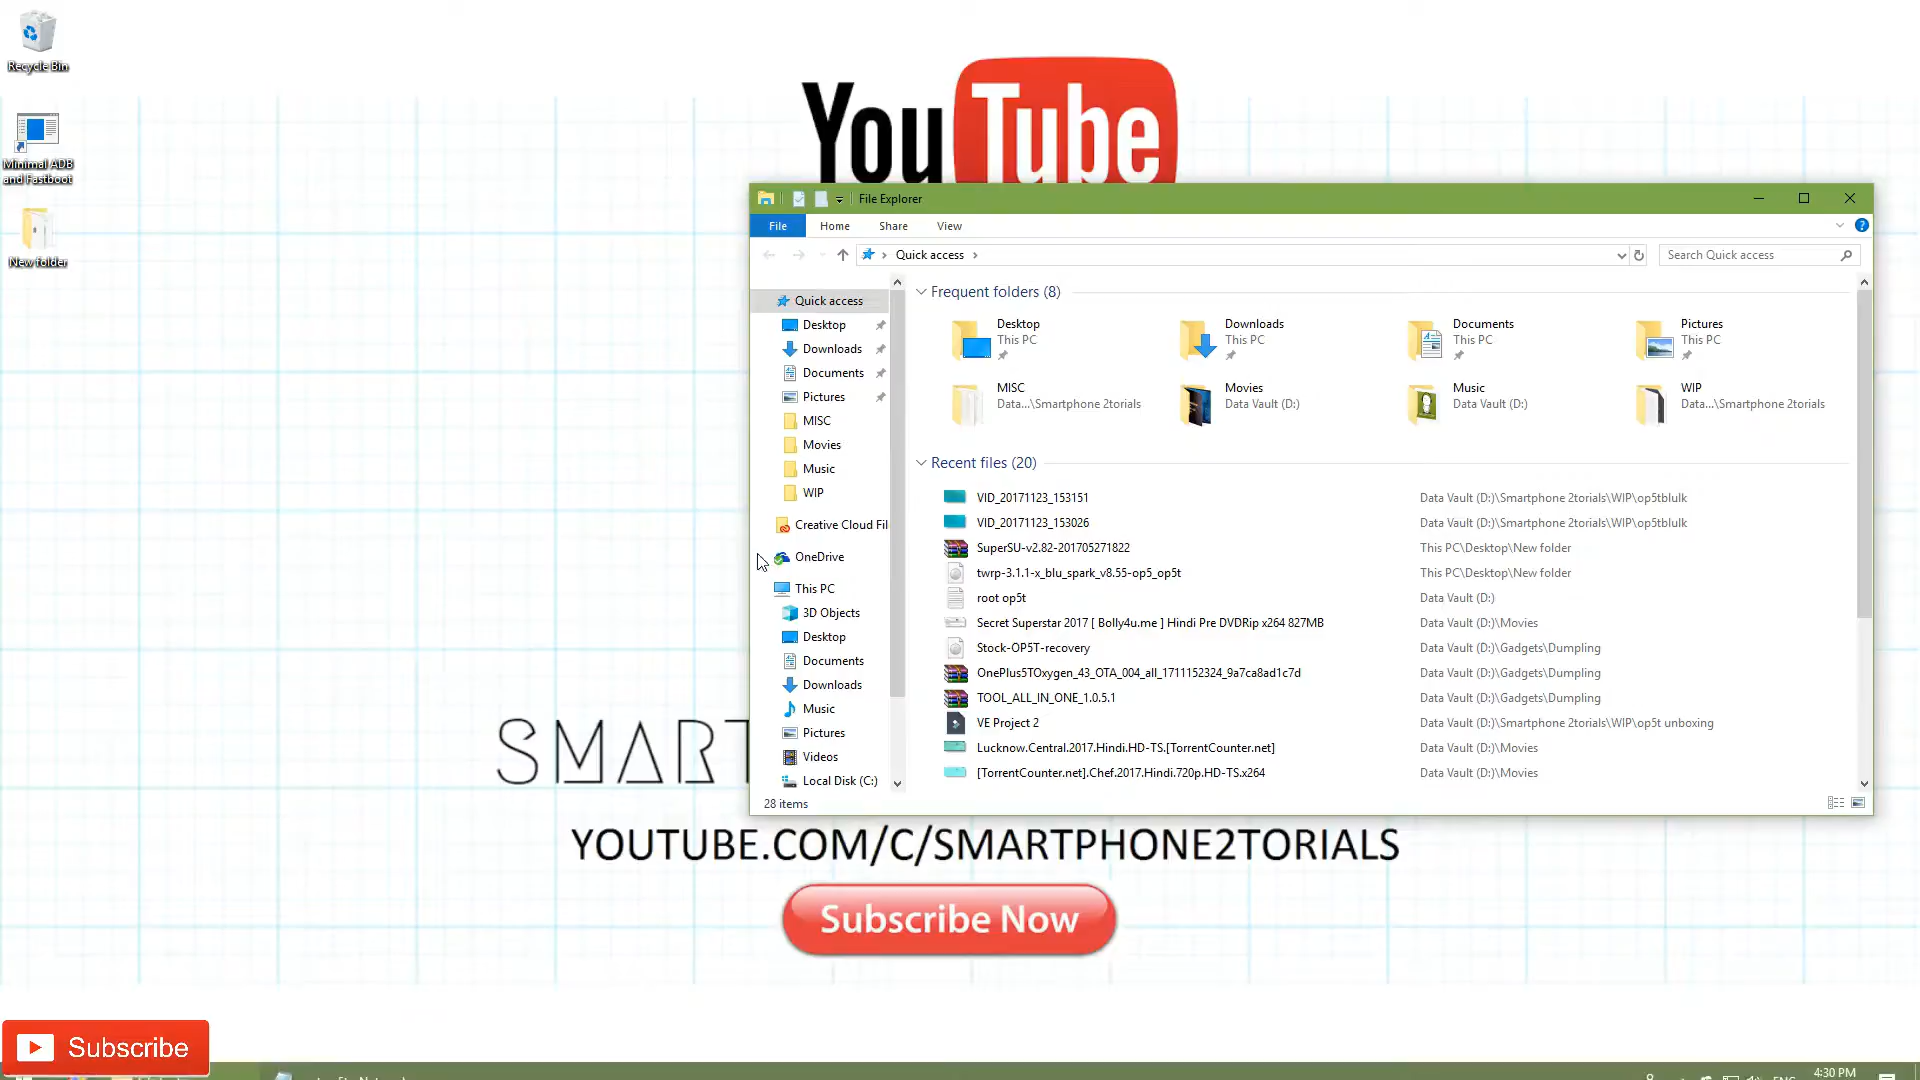 Recycle Bin
Minimal ADB
and Fastboot
New folder
YouTube
File Explorer
File
Home
Share
View
Quick access
Search Quick access
Quick access
Desktop
Downloads
Documents
Pictures
MISC
Movies
Music
WIP
Creative Cloud Fil
OneDrive
This PC
3D Objects
Desktop
Documents
Downloads
Music
Pictures
Videos
Local Disk (C:)
Frequent folders (8)
Desktop
This PC
Downloads
This PC
Documents
This PC
Pictures
This PC
MISC
Data...\Smartphone 2torials
Movies
Data Vault (D:)
Music
Data Vault (D:)
WIP
Data...\Smartphone 2torials
Recent files (20)
VID_20171123_153151 Data Vault (D:)\Smartphone 2torials\WIP\op5tblulk
VID_20171123_153026 Data Vault (D:)\Smartphone 2torials\WIP\op5tblulk
SuperSU-v2.82-201705271822 This PC\Desktop\New folder
twrp-3.1.1-x_blu_spark_v8.55-op5_op5t This PC\Desktop\New folder
root op5t Data Vault (D:)
Secret Superstar 2017 [ Bolly4u.me ] Hindi Pre DVDRip x264 827MB Data Vault (D:)\Movies
Stock-OP5T-recovery Data Vault (D:)\Gadgets\Dumpling
OnePlus5TOxygen_43_OTA_004_all_1711152324_9a7ca8ad1c7d Data Vault (D:)\Gadgets\Dumpling
TOOL_ALL_IN_ONE_1.0.5.1 Data Vault (D:)\Gadgets\Dumpling
VE Project 2 Data Vault (D:)\Smartphone 2torials\WIP\op5t unboxing
Lucknow.Central.2017.Hindi.HD-TS.[TorrentCounter.net] Data Vault (D:)\Movies
[TorrentCounter.net].Chef.2017.Hindi.720p.HD-TS.x264 Data Vault (D:)\Movies
28 items
SMART
YOUTUBE.COM/C/SMARTPHONE2TORIALS
Subscribe Now
Subscribe
4:30 PM